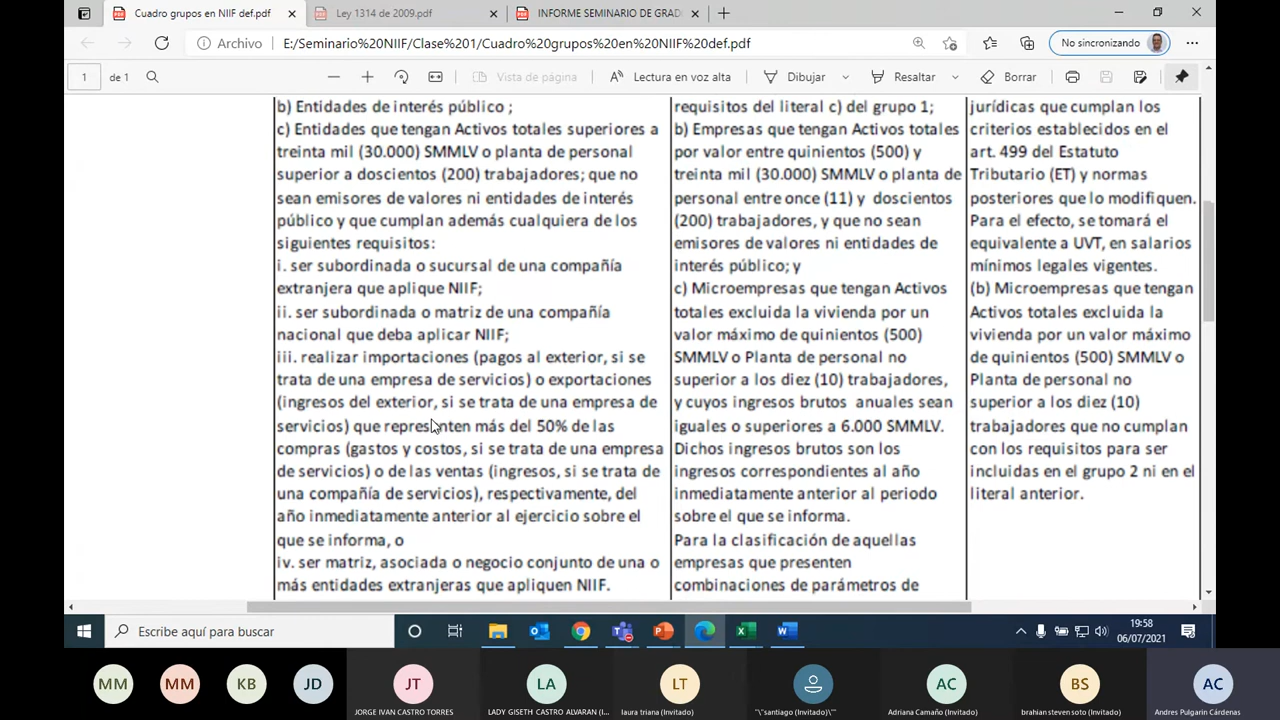 Cuadro grupos en NIIF def.pdf
Ley 1314 de 2009.pdf
INFORME SEMINARIO DE GRAD
Archivo
E:/Seminario%20NIIF/Clase%201/Cuadro%20grupos%20en%20NIIF%20def.pdf
No sincronizando
1
de 1
Vista de página
Lectura en voz alta
Dibujar
Resaltar
Borrar
b) Entidades de interés público ;
c) Entidades que tengan Activos totales superiores a
treinta mil (30.000) SMMLV o planta de personal
superior a doscientos (200) trabajadores; que no
sean emisores de valores ni entidades de interés
público y que cumplan además cualquiera de los
siguientes requisitos:
i. ser subordinada o sucursal de una compañía
extranjera que aplique NIIF;
ii. ser subordinada o matriz de una compañía
nacional que deba aplicar NIIF;
iii. realizar importaciones (pagos al exterior, si se
trata de una empresa de servicios) o exportaciones
(ingresos del exterior, si se trata de una empresa de
servicios) que representen más del 50% de las
compras (gastos y costos, si se trata de una empresa
de servicios) o de las ventas (ingresos, si se trata de
una compañía de servicios), respectivamente, del
año inmediatamente anterior al ejercicio sobre el
que se informa, o
iv. ser matriz, asociada o negocio conjunto de una o
más entidades extranjeras que apliquen NIIF.
requisitos del literal c) del grupo 1;
b) Empresas que tengan Activos totales
por valor entre quinientos (500) y
treinta mil (30.000) SMMLV o planta de
personal entre once (11) y doscientos
(200) trabajadores, y que no sean
emisores de valores ni entidades de
interés público; y
c) Microempresas que tengan Activos
totales excluida la vivienda por un
valor máximo de quinientos (500)
SMMLV o Planta de personal no
superior a los diez (10) trabajadores,
y cuyos ingresos brutos anuales sean
iguales o superiores a 6.000 SMMLV.
Dichos ingresos brutos son los
ingresos correspondientes al año
inmediatamente anterior al periodo
sobre el que se informa.
Para la clasificación de aquellas
empresas que presenten
combinaciones de parámetros de
jurídicas que cumplan los
criterios establecidos en el
art. 499 del Estatuto
Tributario (ET) y normas
posteriores que lo modifiquen.
Para el efecto, se tomará el
equivalente a UVT, en salarios
mínimos legales vigentes.
(b) Microempresas que tengan
Activos totales excluida la
vivienda por un valor máximo
de quinientos (500) SMMLV o
Planta de personal no
superior a los diez (10)
trabajadores que no cumplan
con los requisitos para ser
incluidas en el grupo 2 ni en el
literal anterior.
Escribe aquí para buscar
19:58
06/07/2021
MM
MM
KB
JD
JT
JORGE IVAN CASTRO TORRES
LA
LADY GISETH CASTRO ALVARAN (I...
LT
laura triana (Invitado)
"\"santiago (Invitado)\""
AC
Adriana Camaño (Invitado)
BS
brahian steven soto (Invitado)
AC
Andres Pulgarin Cárdenas